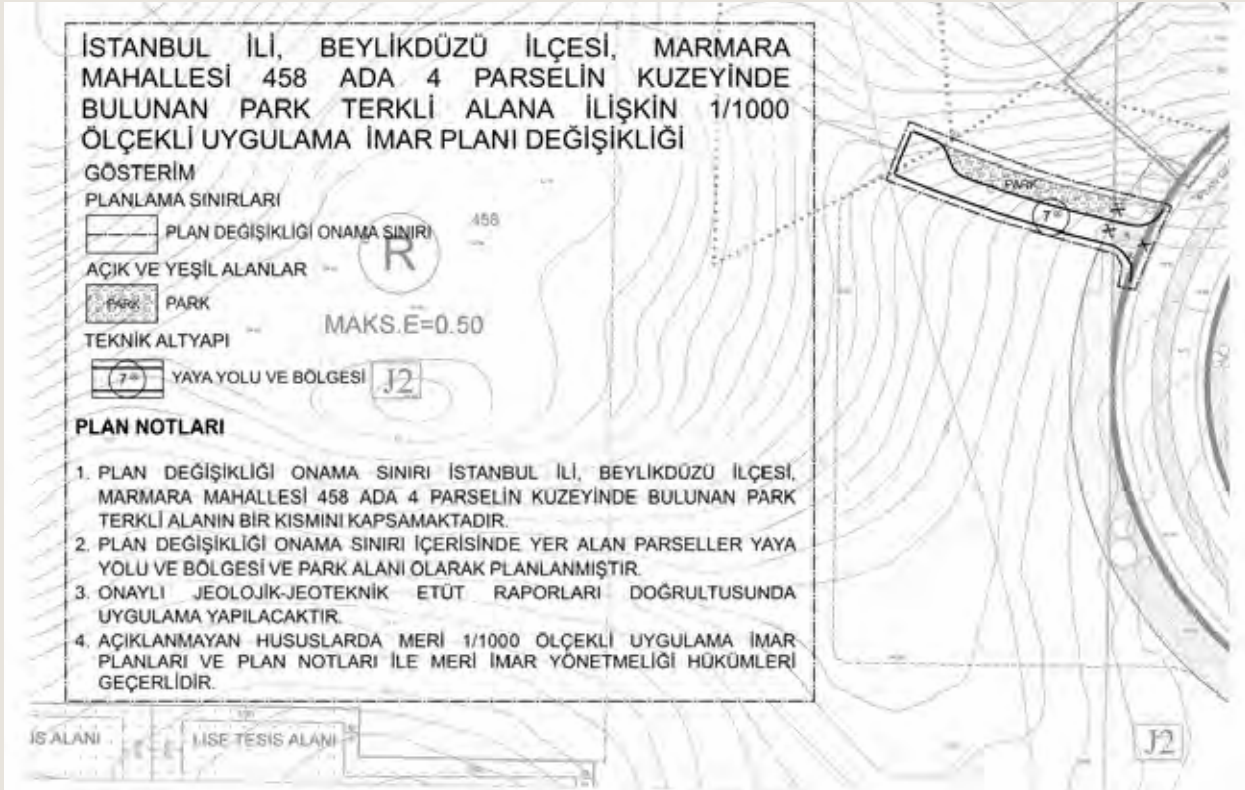 İSTANBUL İLİ, BEYLİKDÜZÜ İLÇESİ, MARMARA
MAHALLESİ 458 ADA 4 PARSELİN KUZEYİNDE
BULUNAN PARK TERKLİ ALANA İLİŞKİN 1/1000
ÖLÇEKLİ UYGULAMA İMAR PLANI DEĞİŞİKLİĞİ
GÖSTERİM
PLANLAMA SINIRLARI
PLAN DEĞİŞİKLİĞİ ONAMA SINIRI
458
R
AÇIK VE YEŞİL ALANLAR
PARK PARK
MAKS.E=0.50
TEKNİK ALTYAPI
7 YAYA YOLU VE BÖLGESİ J2
PLAN NOTLARI
1. PLAN DEĞİŞİKLİĞİ ONAMA SINIRI İSTANBUL İLİ, BEYLİKDÜZÜ İLÇESİ,
MARMARA MAHALLESİ 458 ADA 4 PARSELİN KUZEYİNDE BULUNAN PARK
TERKLİ ALANIN BİR KISMINI KAPSAMAKTADIR.
2. PLAN DEĞİŞİKLİĞİ ONAMA SINIRI İÇERİSİNDE YER ALAN PARSELLER YAYA
YOLU VE BÖLGESİ VE PARK ALANI OLARAK PLANLANMIŞTIR.
3. ONAYLI JEOLOJİK-JEOTEKNİK ETÜT RAPORLARI DOĞRULTUSUNDA
UYGULAMA YAPILACAKTIR.
4. AÇIKLANMAYAN HUSUSLARDA MERİ 1/1000 ÖLÇEKLİ UYGULAMA İMAR
PLANLARI VE PLAN NOTLARI İLE MERİ İMAR YÖNETMELİĞİ HÜKÜMLERİ
GEÇERLİDİR.
PARK
7
İS ALANI
LİSE TESİS ALANI
J2